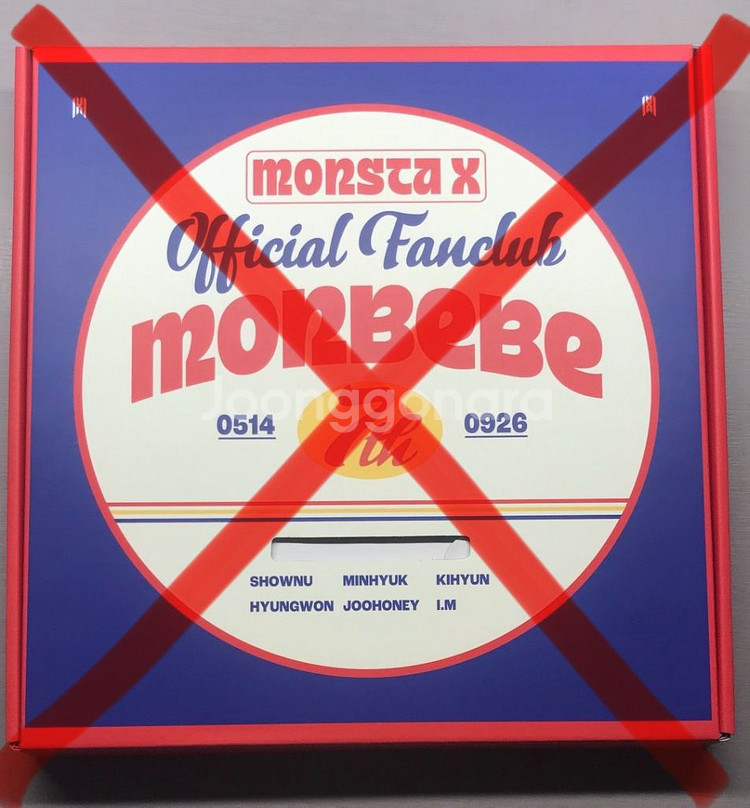 MONSTA X
Official Fanclub
MONBEBE
Joonggonara
0514 7th 0926
SHOWNU MINHYUK KIHYUN
HYUNGWON JOOHONEY I.M